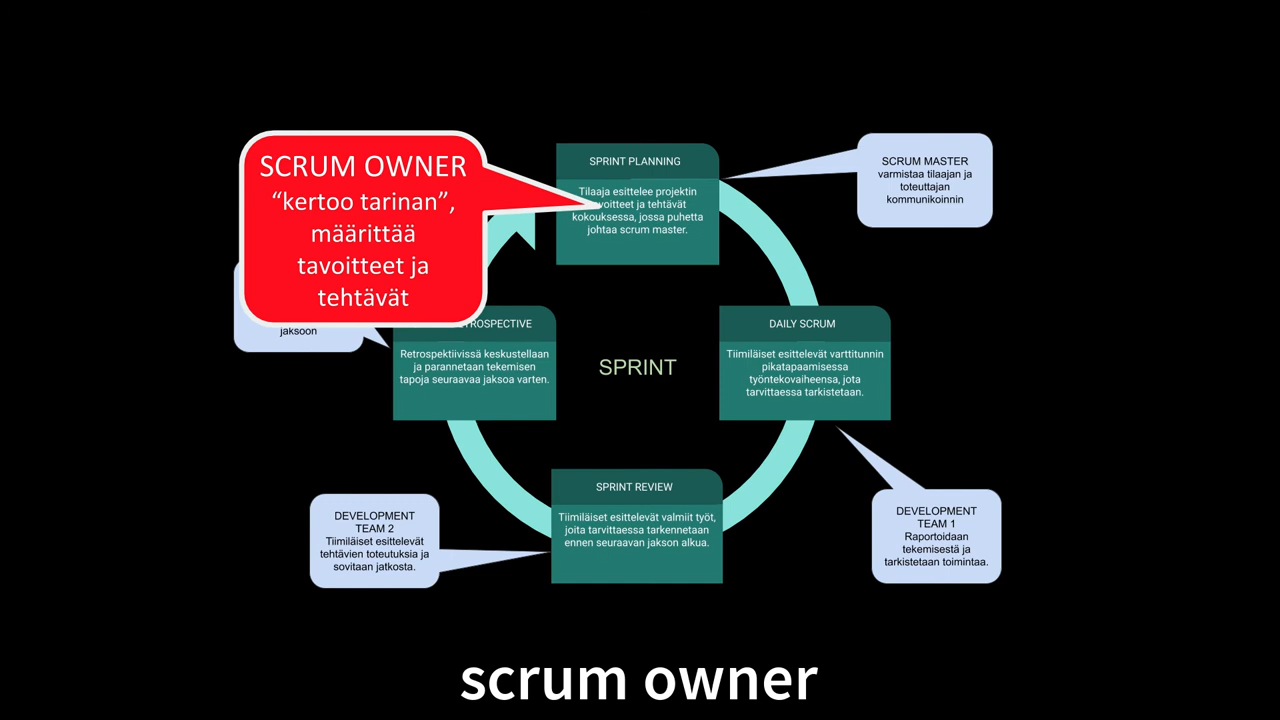 SCRUM OWNER
“kertoo tarinan”,
määrittää
tavoitteet ja
tehtävät
SPRINT PLANNING
Tilaaja esittelee projektin
voitteet ja tehtävät
kokouksessa, jossa puhetta
johtaa scrum master.
SCRUM MASTER
varmistaa tilaajan ja
toteuttajan
kommunikoinnin
jaksoon
TROSPECTIVE
Retrospektiivissä keskustellaan
ja parannetaan tekemisen
tapoja seuraavaa jaksoa varten.
SPRINT
DAILY SCRUM
Tiimiläiset esittelevät varttitunnin
pikatapaamisessa
työntekovaiheensa, jota
tarvittaessa tarkistetaan.
SPRINT REVIEW
Tiimiläiset esittelevät valmiit työt,
joita tarvittaessa tarkennetaan
ennen seuraavan jakson alkua.
DEVELOPMENT
TEAM 2
Tiimiläiset esittelevät
tehtävien toteutuksia ja
sovitaan jatkosta.
DEVELOPMENT
TEAM 1
Raportoidaan
tekemisestä ja
tarkistetaan toimintaa.
scrum owner